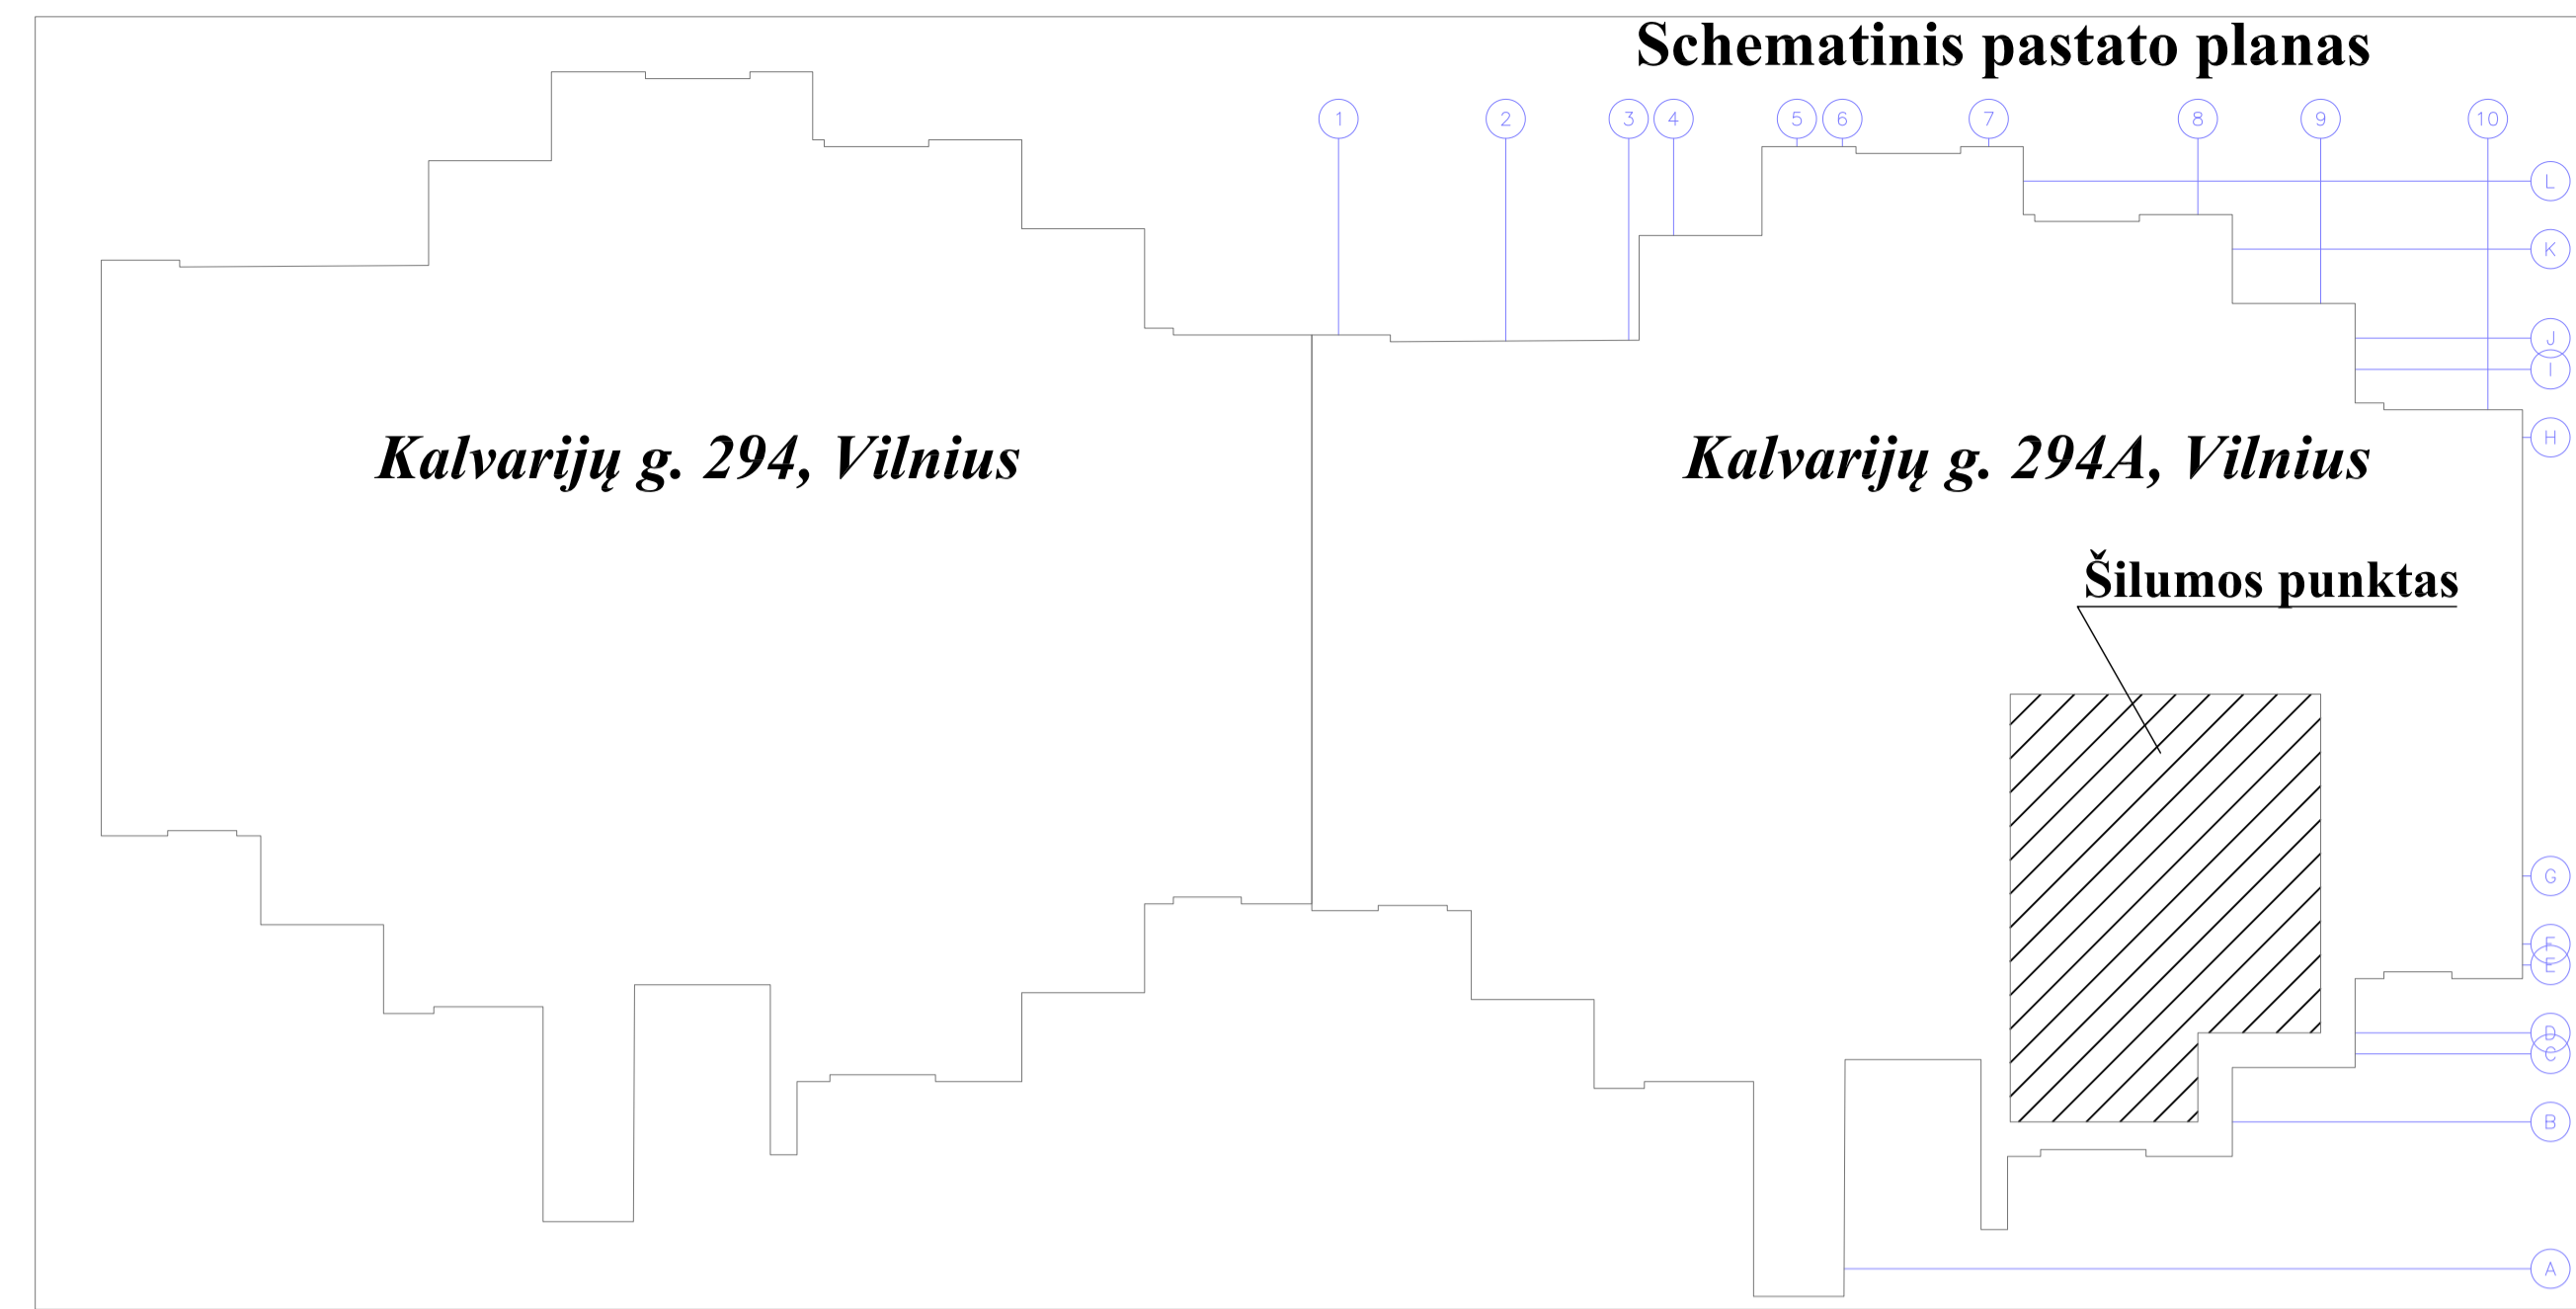 Schematinis pastato planas
1 2 3 4 5 6 7 8 9 10
L
K
J
I
H
Kalvarijų g. 294, Vilnius
Kalvarijų g. 294A, Vilnius
Šilumos punktas
G
F
E
D
C
B
A